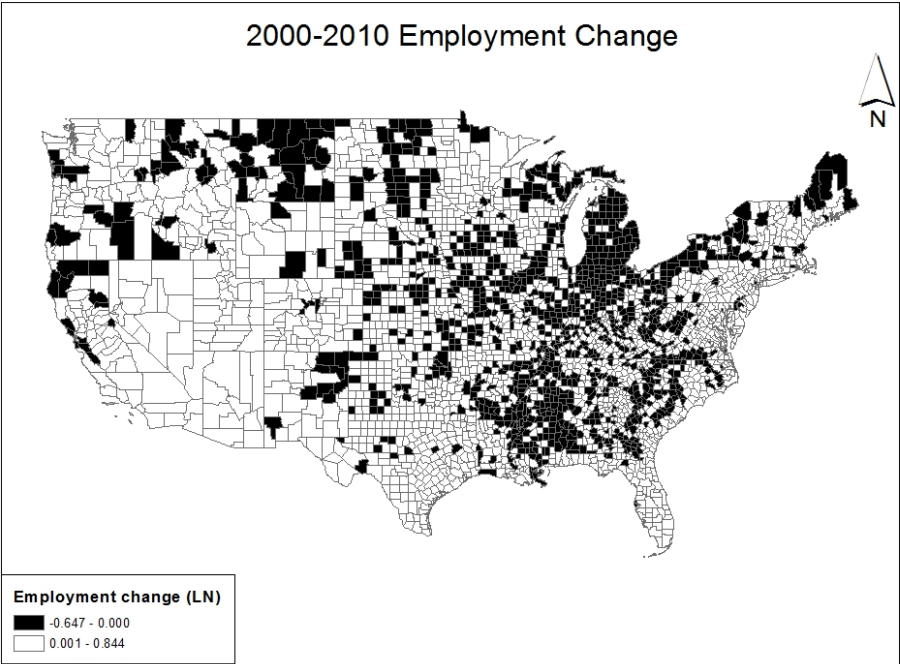 2000-2010 Employment Change
N
Employment change (LN)
-0.647 - 0.000
0.001 - 0.844